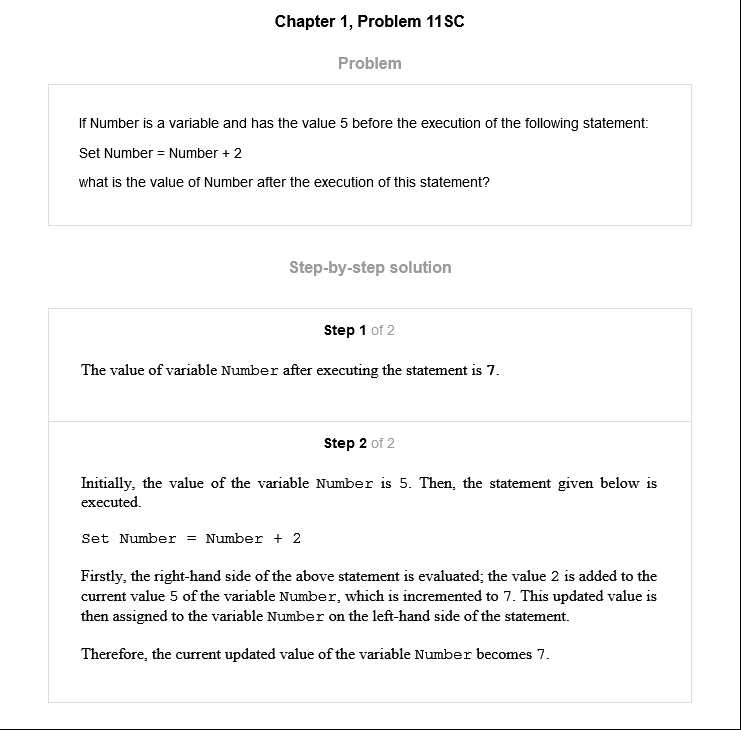 Chapter 1, Problem 11SC
Problem
If Number is a variable and has the value 5 before the execution of the following statement:
Set Number = Number + 2
what is the value of Number after the execution of this statement?
Step-by-step solution
Step 1 of 2
The value of variable Number after executing the statement is 7.
Step 2 of 2
Initially, the value of the variable Number is 5. Then, the statement given below is
executed.
Set Number = Number + 2
Firstly, the right-hand side of the above statement is evaluated; the value 2 is added to the
current value 5 of the variable Number, which is incremented to 7. This updated value is
then assigned to the variable Number on the left-hand side of the statement.
Therefore, the current updated value of the variable Number becomes 7.